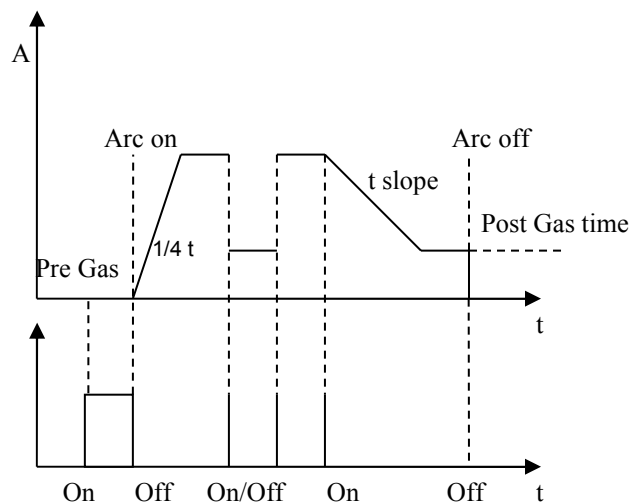 A
Arc on
Arc off
t slope
Post Gas time
1/4 t
Pre Gas
t
On
Off
On/Off
On
Off
t